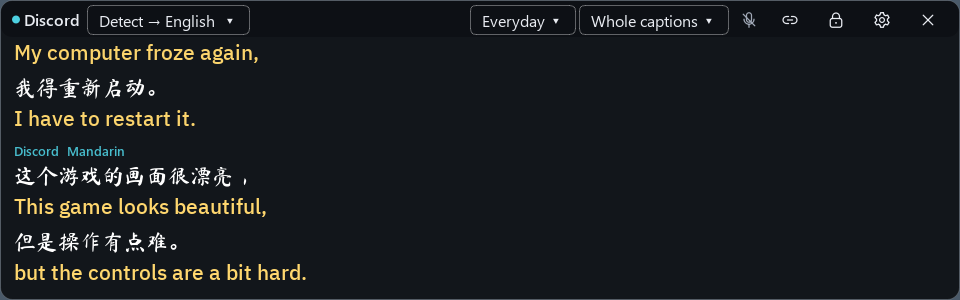 Discord Detect → English Everyday Whole captions
My computer froze again,
我得重新启动。
I have to restart it.
Discord Mandarin
这个游戏的画面很漂亮，
This game looks beautiful,
但是操作有点难。
but the controls are a bit hard.